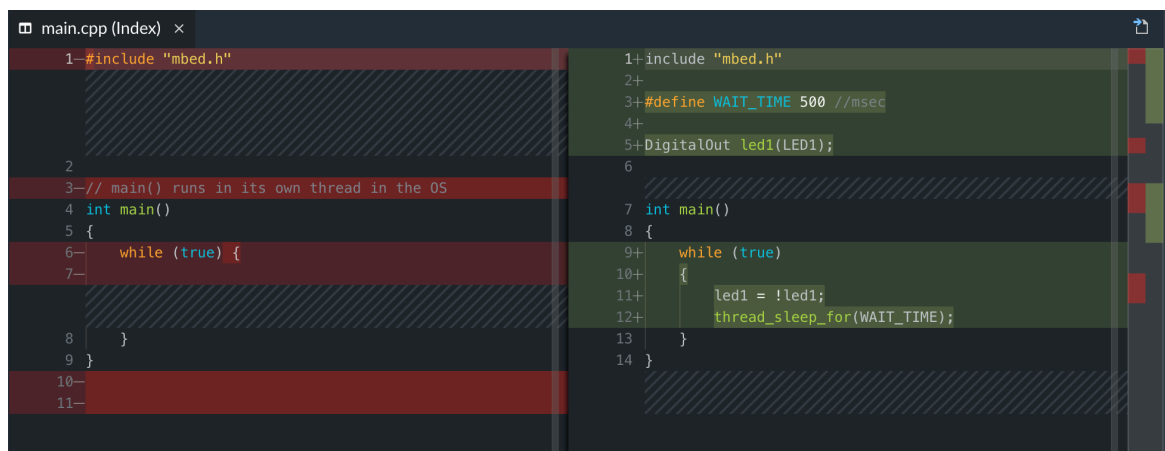 main.cpp (Index) ×
1—#include "mbed.h"
2
3—// main() runs in its own thread in the OS
4 int main()
5 {
6— while (true) {
7—
8 }
9 }
10—
11—
1+include "mbed.h"
2+
3+#define WAIT_TIME 500 //msec
4+
5+DigitalOut led1(LED1);
6
7 int main()
8 {
9+ while (true)
10+ {
11+ led1 = !led1;
12+ thread_sleep_for(WAIT_TIME);
13 }
14 }